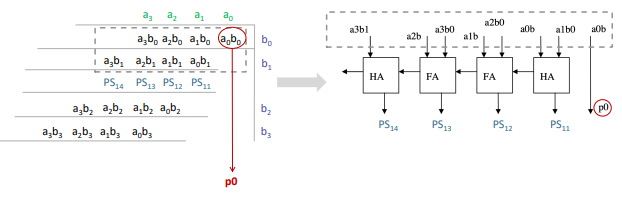 a3 a2 a1 a0
a3b0 a2b0 a1b0 a0b0 b0
a3b1 a2b1 a1b1 a0b1 b1
PS14 PS13 PS12 PS11
a3b2 a2b2 a1b2 a0b2 b2
a3b3 a2b3 a1b3 a0b3 b3
p0
a3b1 a2b a3b0 a1b a2b0 a0b a1b0 a0b
HA FA FA HA
p0
PS14 PS13 PS12 PS11